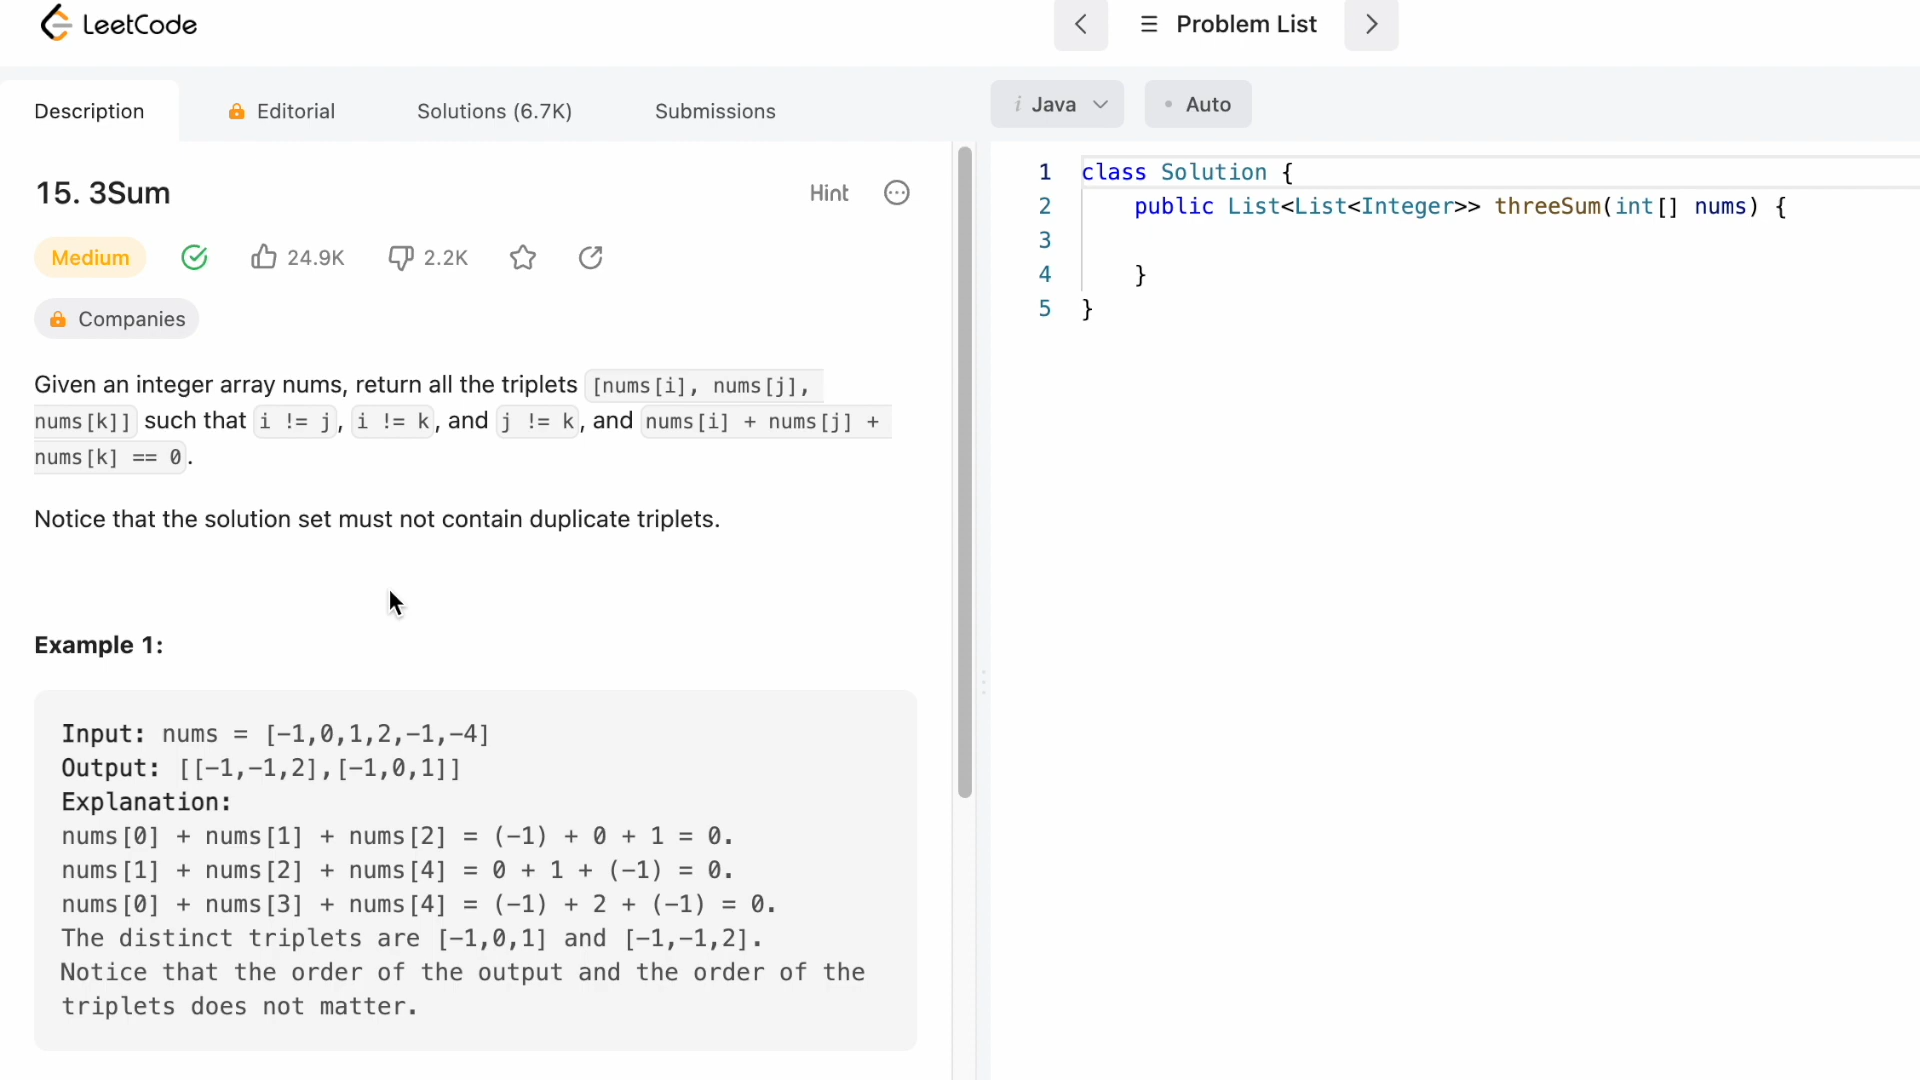 LeetCode
Problem List
Description
Editorial
Solutions (6.7K)
Submissions
i Java
• Auto
15. 3Sum
Hint
Medium
24.9K
2.2K
Companies
Given an integer array nums, return all the triplets [nums[i], nums[j],
nums[k]] such that i != j, i != k, and j != k, and nums[i] + nums[j] +
nums[k] == 0.
Notice that the solution set must not contain duplicate triplets.
Example 1:
Input: nums = [-1,0,1,2,-1,-4]
Output: [[-1,-1,2],[-1,0,1]]
Explanation:
nums[0] + nums[1] + nums[2] = (-1) + 0 + 1 = 0.
nums[1] + nums[2] + nums[4] = 0 + 1 + (-1) = 0.
nums[0] + nums[3] + nums[4] = (-1) + 2 + (-1) = 0.
The distinct triplets are [-1,0,1] and [-1,-1,2].
Notice that the order of the output and the order of the
triplets does not matter.
1 class Solution {
2     public List<List<Integer>> threeSum(int[] nums) {
3
4     }
5 }